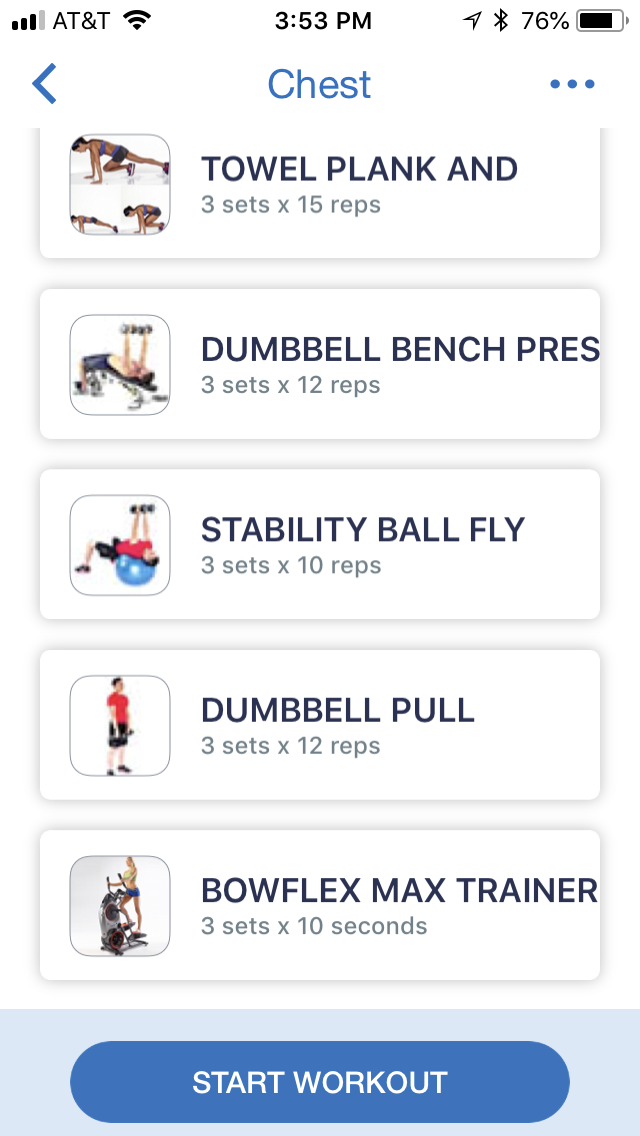 AT&T 3:53 PM 76%
Chest
TOWEL PLANK AND
3 sets x 15 reps
DUMBBELL BENCH PRES
3 sets x 12 reps
STABILITY BALL FLY
3 sets x 10 reps
DUMBBELL PULL
3 sets x 12 reps
BOWFLEX MAX TRAINER
3 sets x 10 seconds
START WORKOUT